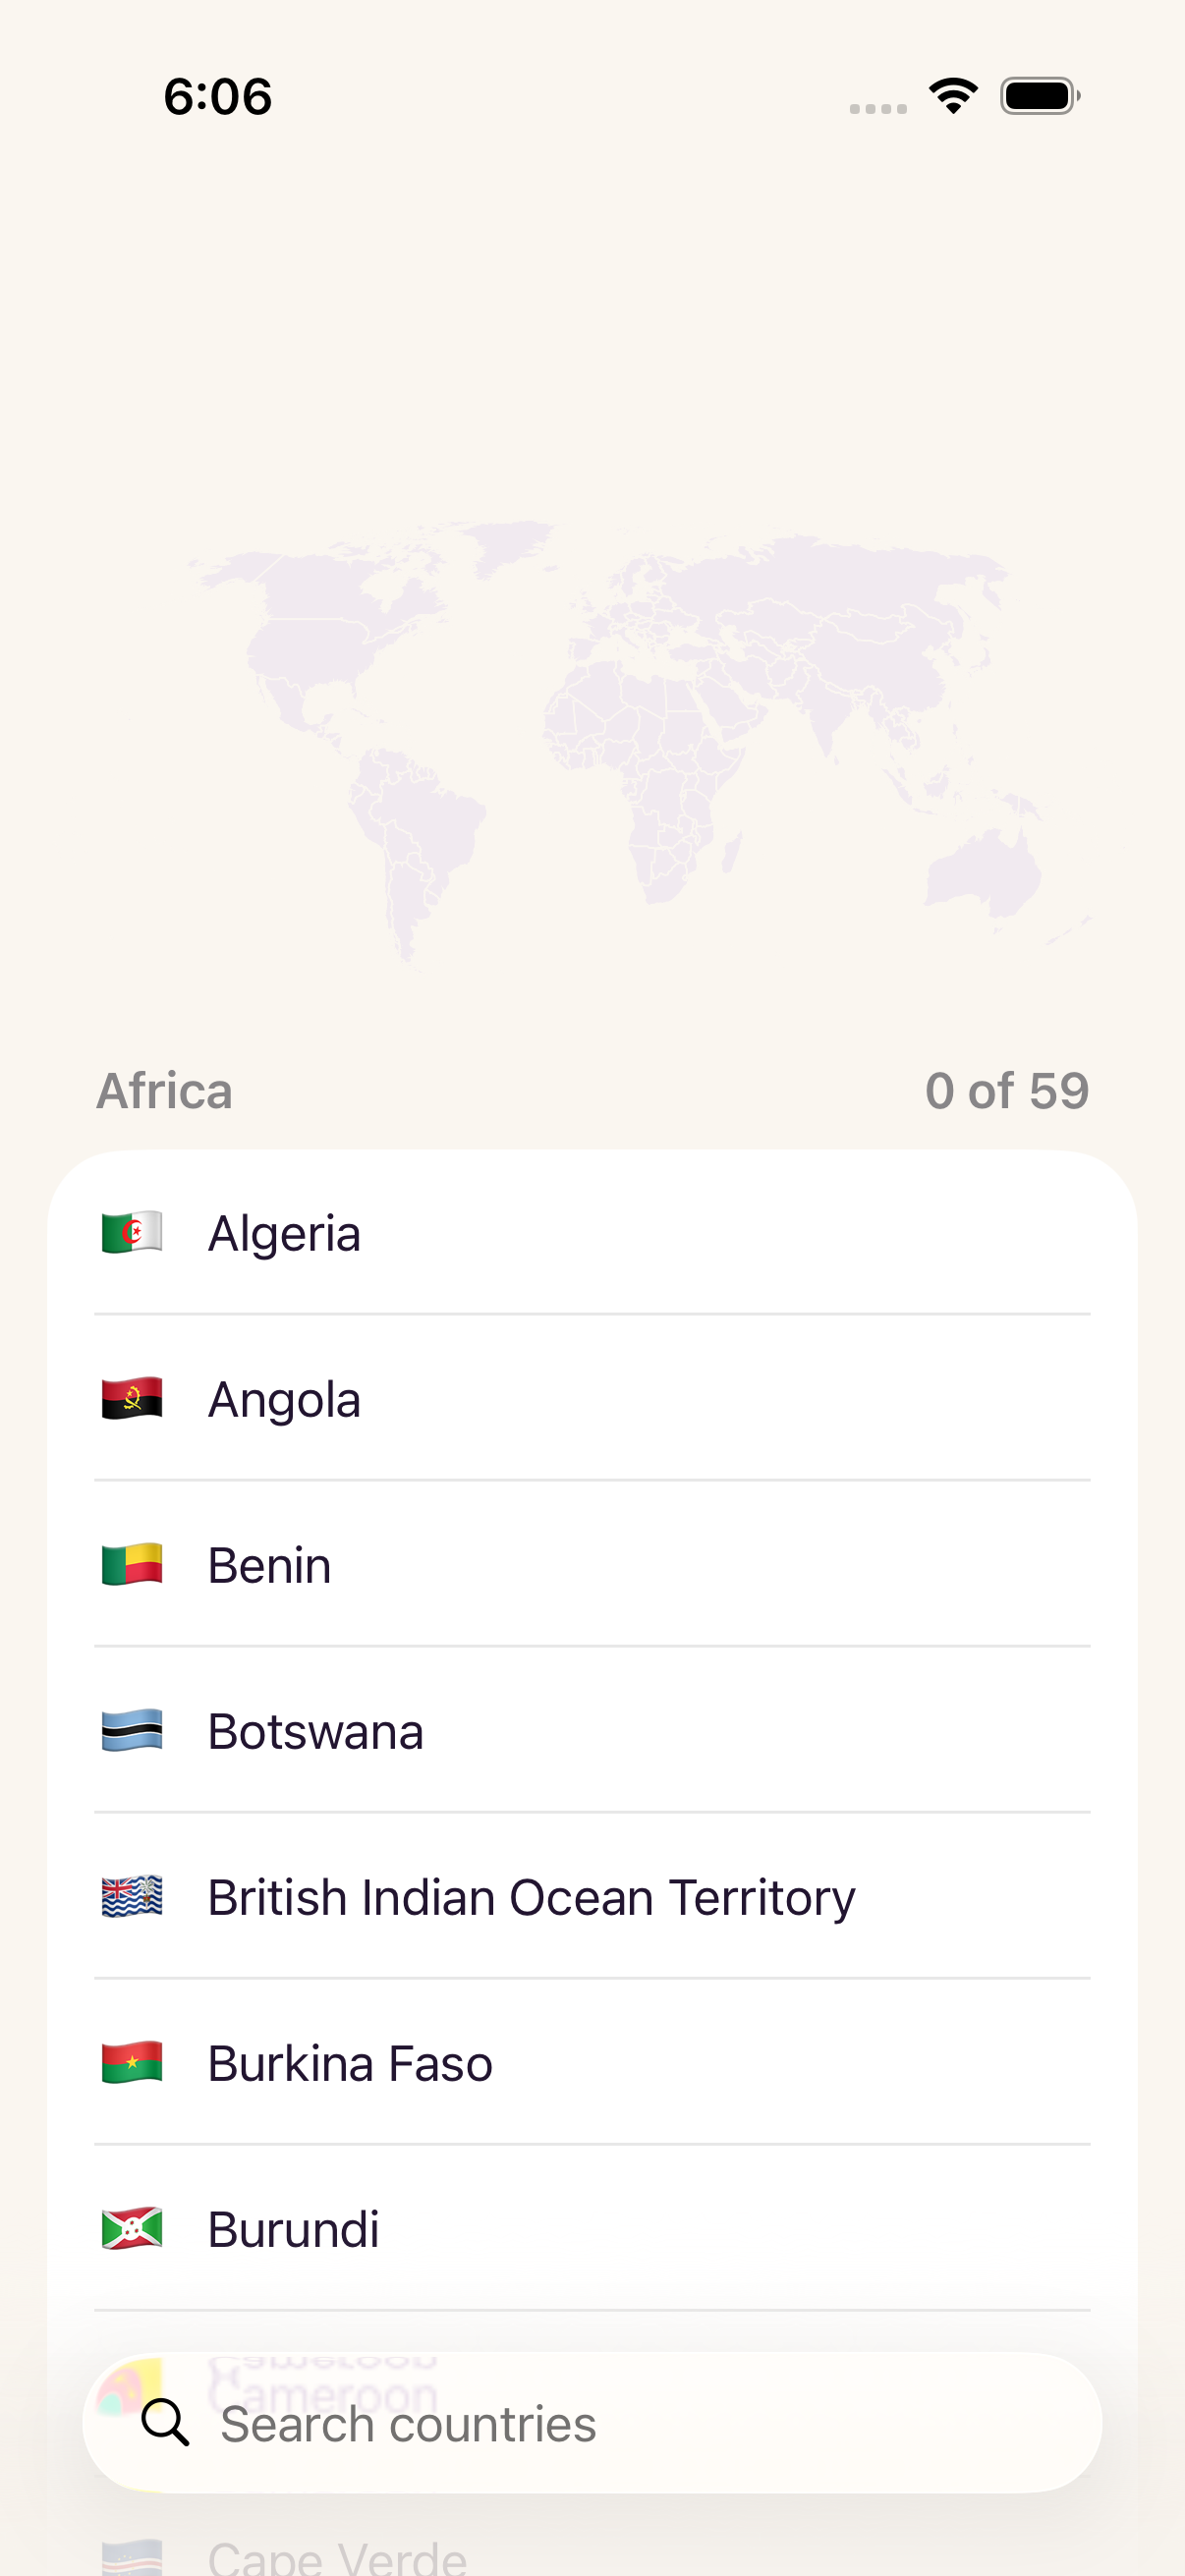 6:06
Africa
0 of 59
Algeria
Angola
Benin
Botswana
British Indian Ocean Territory
Burkina Faso
Burundi
Cameroon
Search countries
Cape Verde